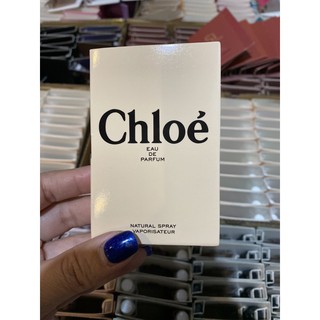 Chloé
EAU
DE
PARFUM
NATURAL SPRAY
VAPORISATEUR